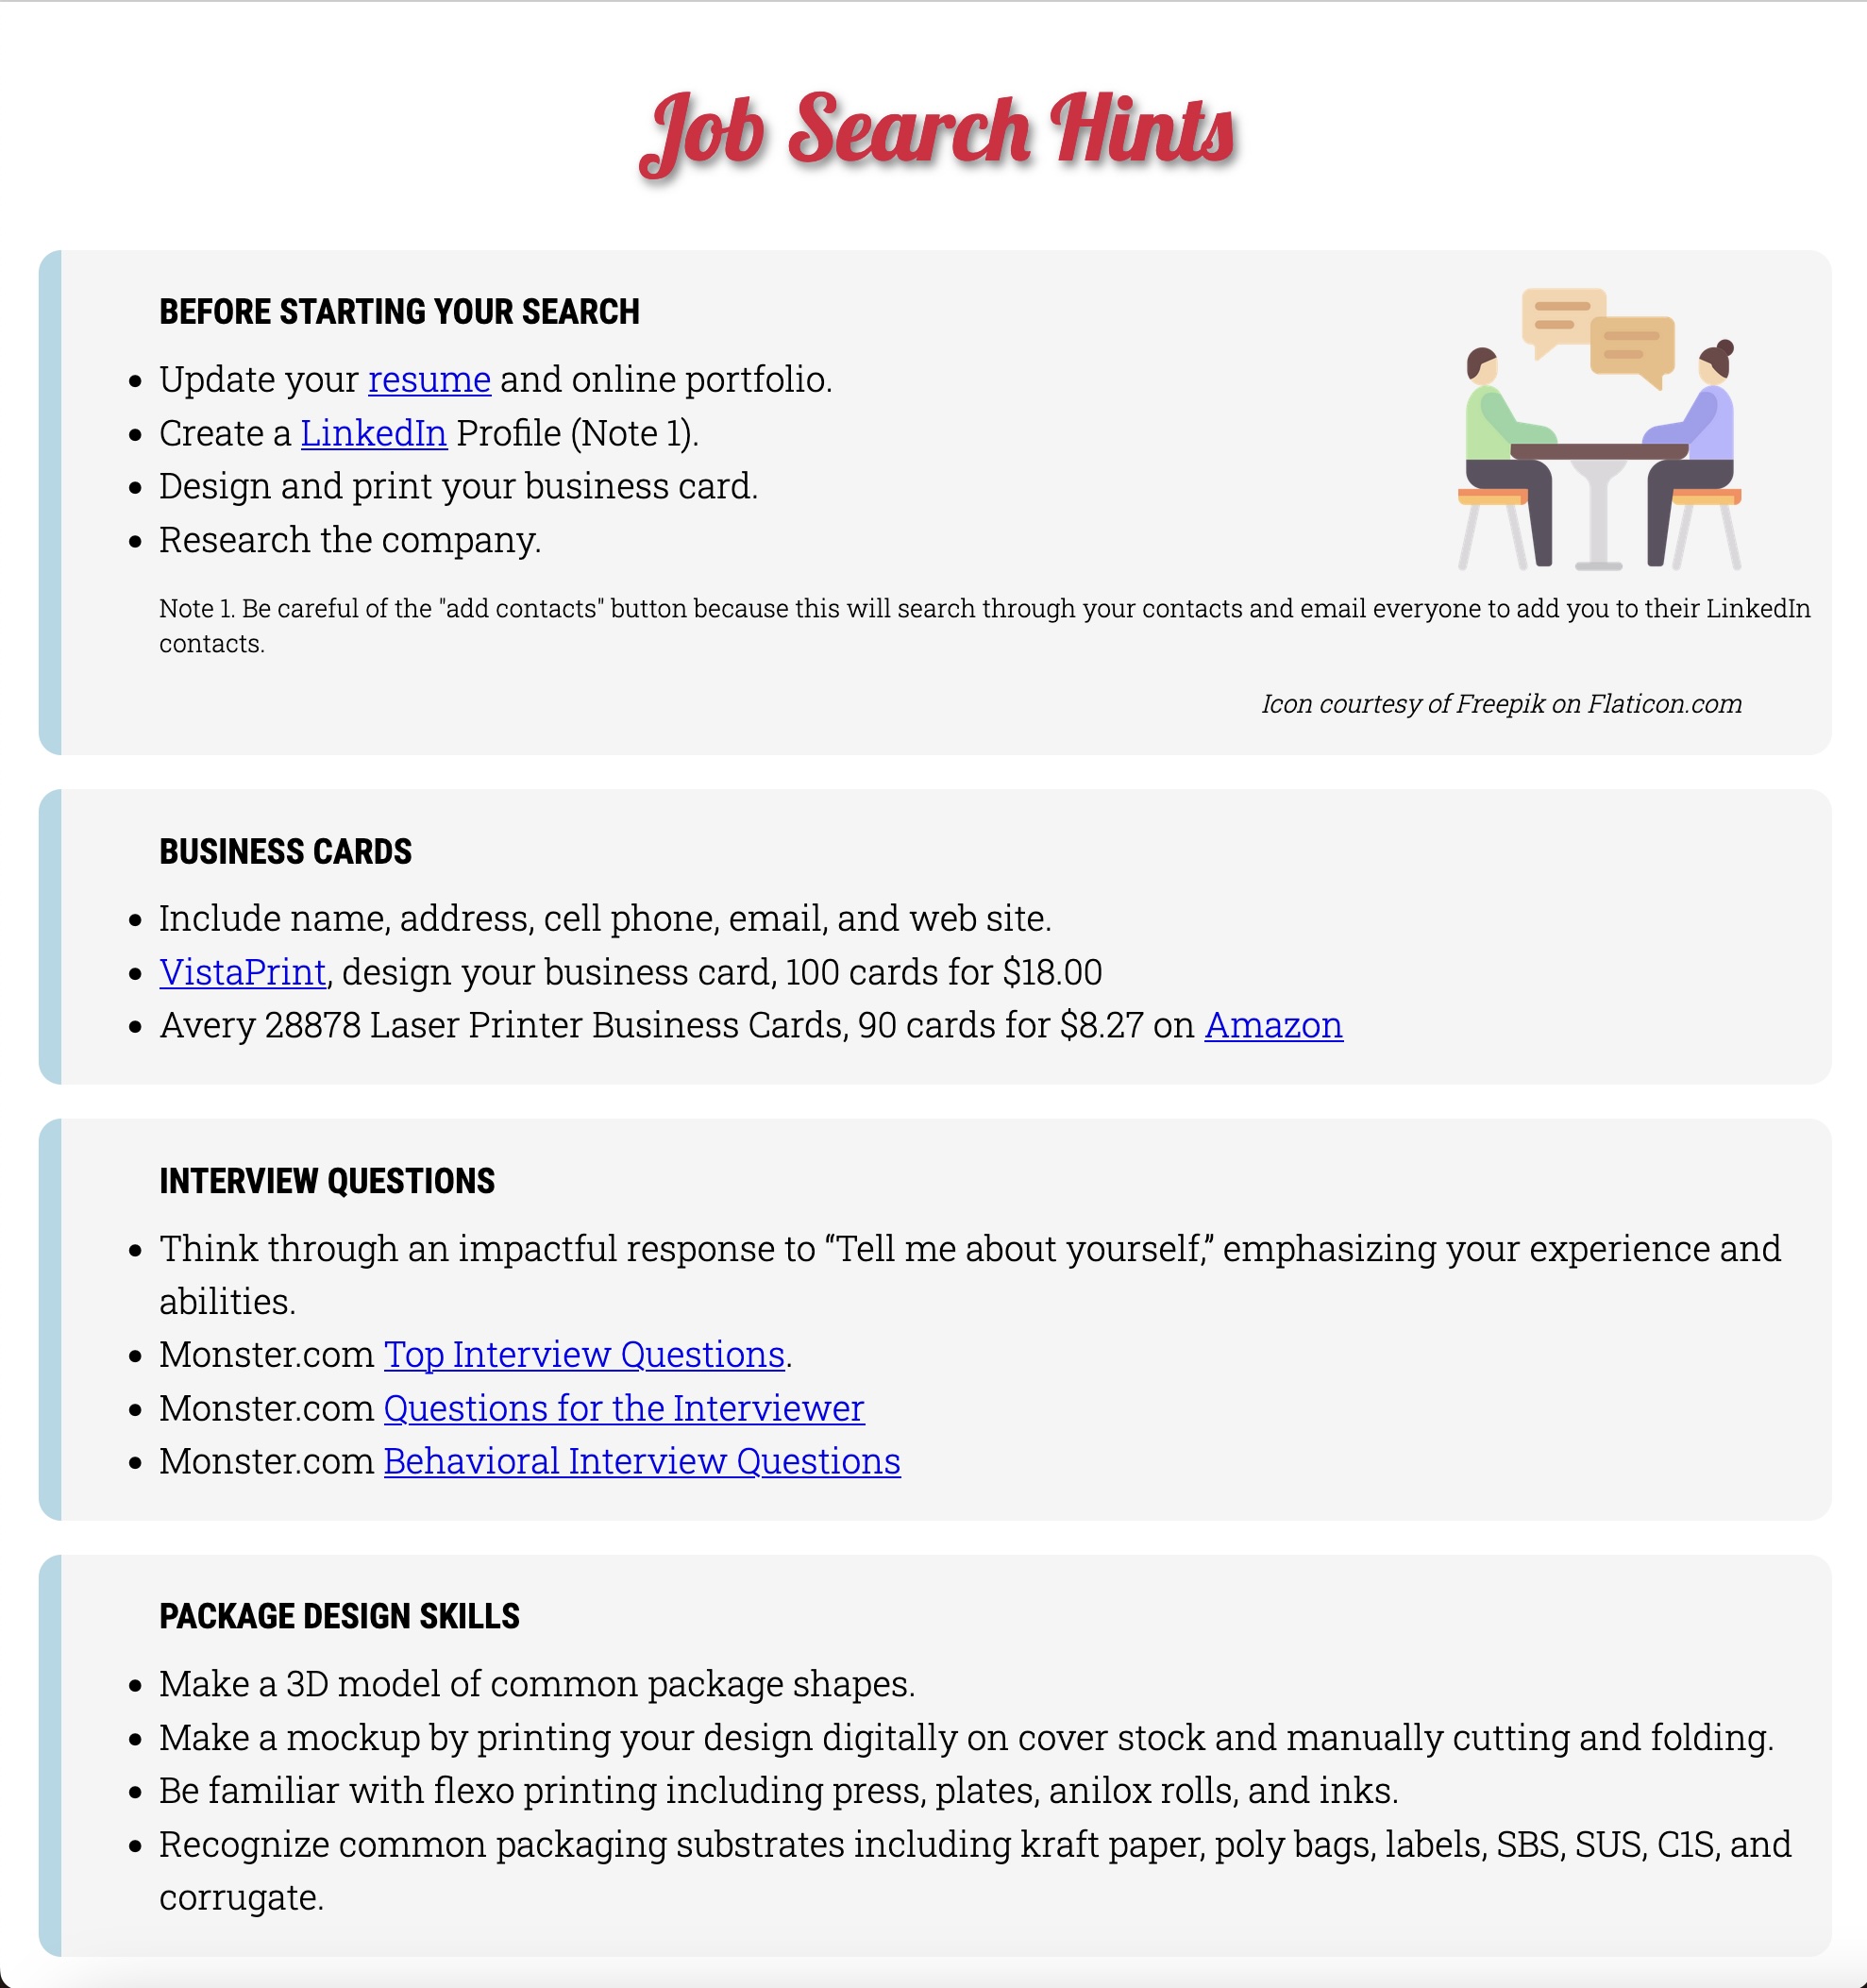 Job Search Hints
BEFORE STARTING YOUR SEARCH
• Update your resume and online portfolio.
• Create a LinkedIn Profile (Note 1).
• Design and print your business card.
• Research the company.
Note 1. Be careful of the "add contacts" button because this will search through your contacts and email everyone to add you to their LinkedIn
contacts.
Icon courtesy of Freepik on Flaticon.com
BUSINESS CARDS
• Include name, address, cell phone, email, and web site.
• VistaPrint, design your business card, 100 cards for $18.00
• Avery 28878 Laser Printer Business Cards, 90 cards for $8.27 on Amazon
INTERVIEW QUESTIONS
• Think through an impactful response to “Tell me about yourself,” emphasizing your experience and
abilities.
• Monster.com Top Interview Questions.
• Monster.com Questions for the Interviewer
• Monster.com Behavioral Interview Questions
PACKAGE DESIGN SKILLS
• Make a 3D model of common package shapes.
• Make a mockup by printing your design digitally on cover stock and manually cutting and folding.
• Be familiar with flexo printing including press, plates, anilox rolls, and inks.
• Recognize common packaging substrates including kraft paper, poly bags, labels, SBS, SUS, C1S, and
corrugate.